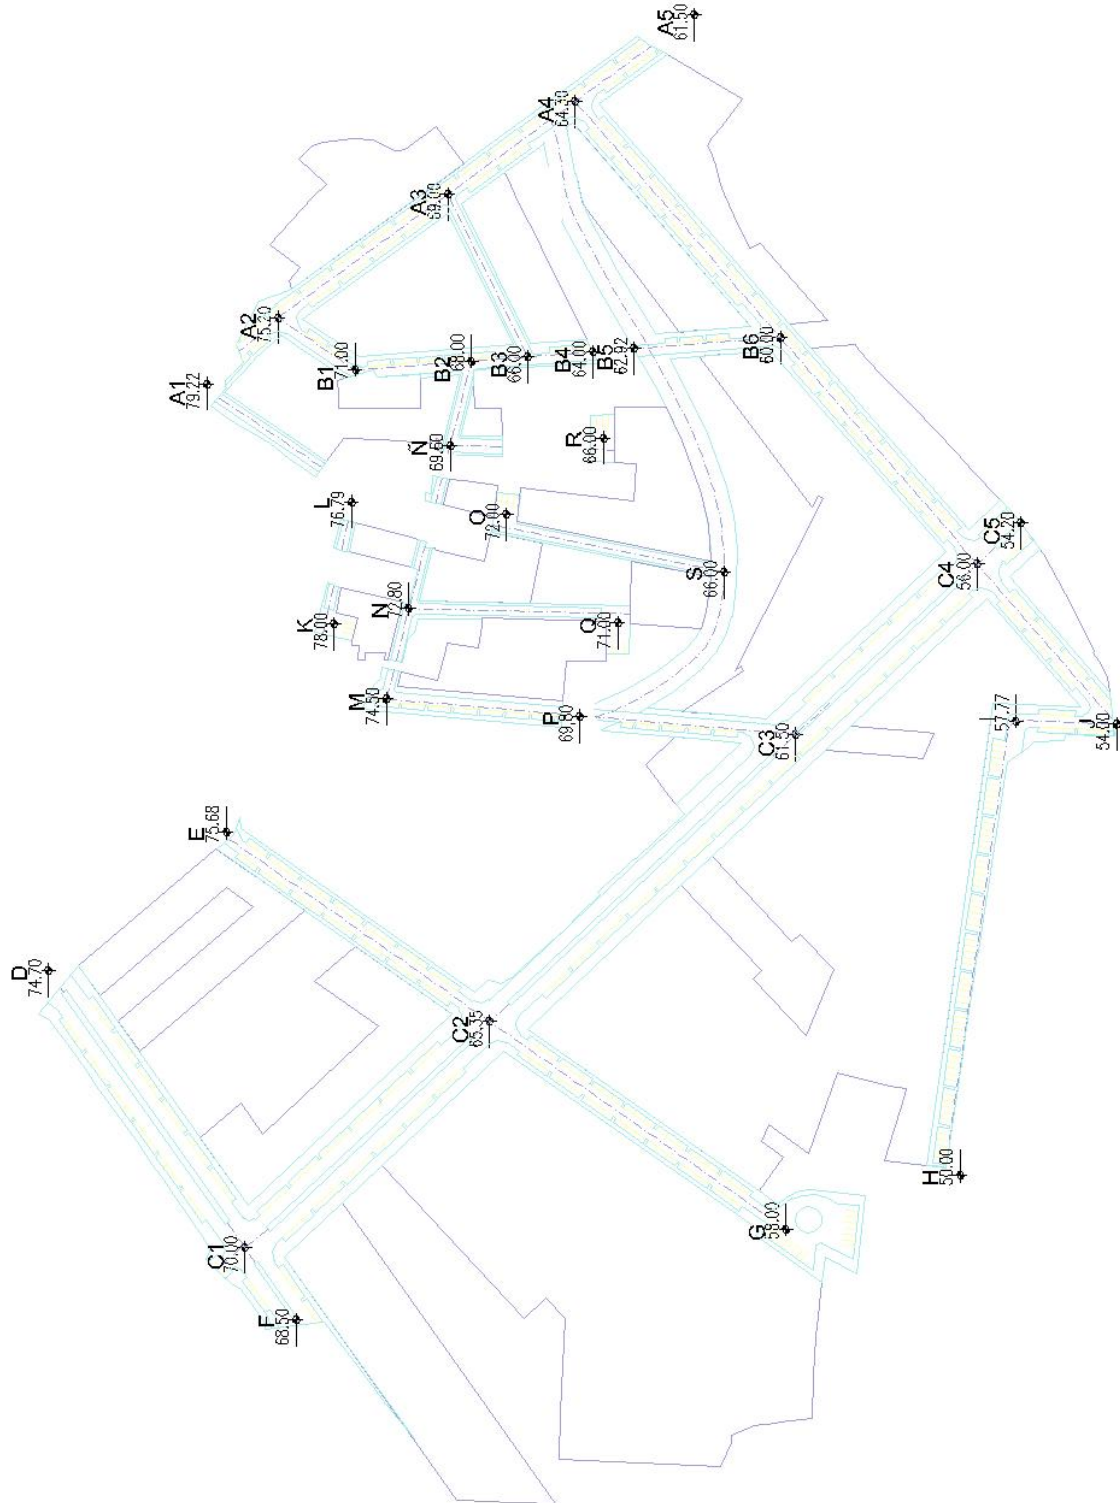 A5
61.50
A4
64.30
A3
69.00
A2
75.20
A1
79.22
B1
71.00
B2
68.00
B3
66.00
B4
64.00
B5
62.92
B6
60.00
Ñ
69.60
R
66.00
L
76.79
O
72.00
C5
54.20
C4
56.00
S
66.00
K
78.00
N
72.80
Q
71.00
M
74.50
P
69.80
C3
61.50
I
57.77
J
54.00
E
75.68
D
74.70
C2
65.35
H
50.00
G
58.00
C1
70.00
F
68.50